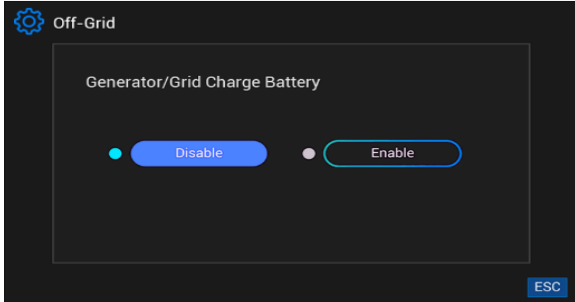 Off-Grid
Generator/Grid Charge Battery
Disable Enable
ESC